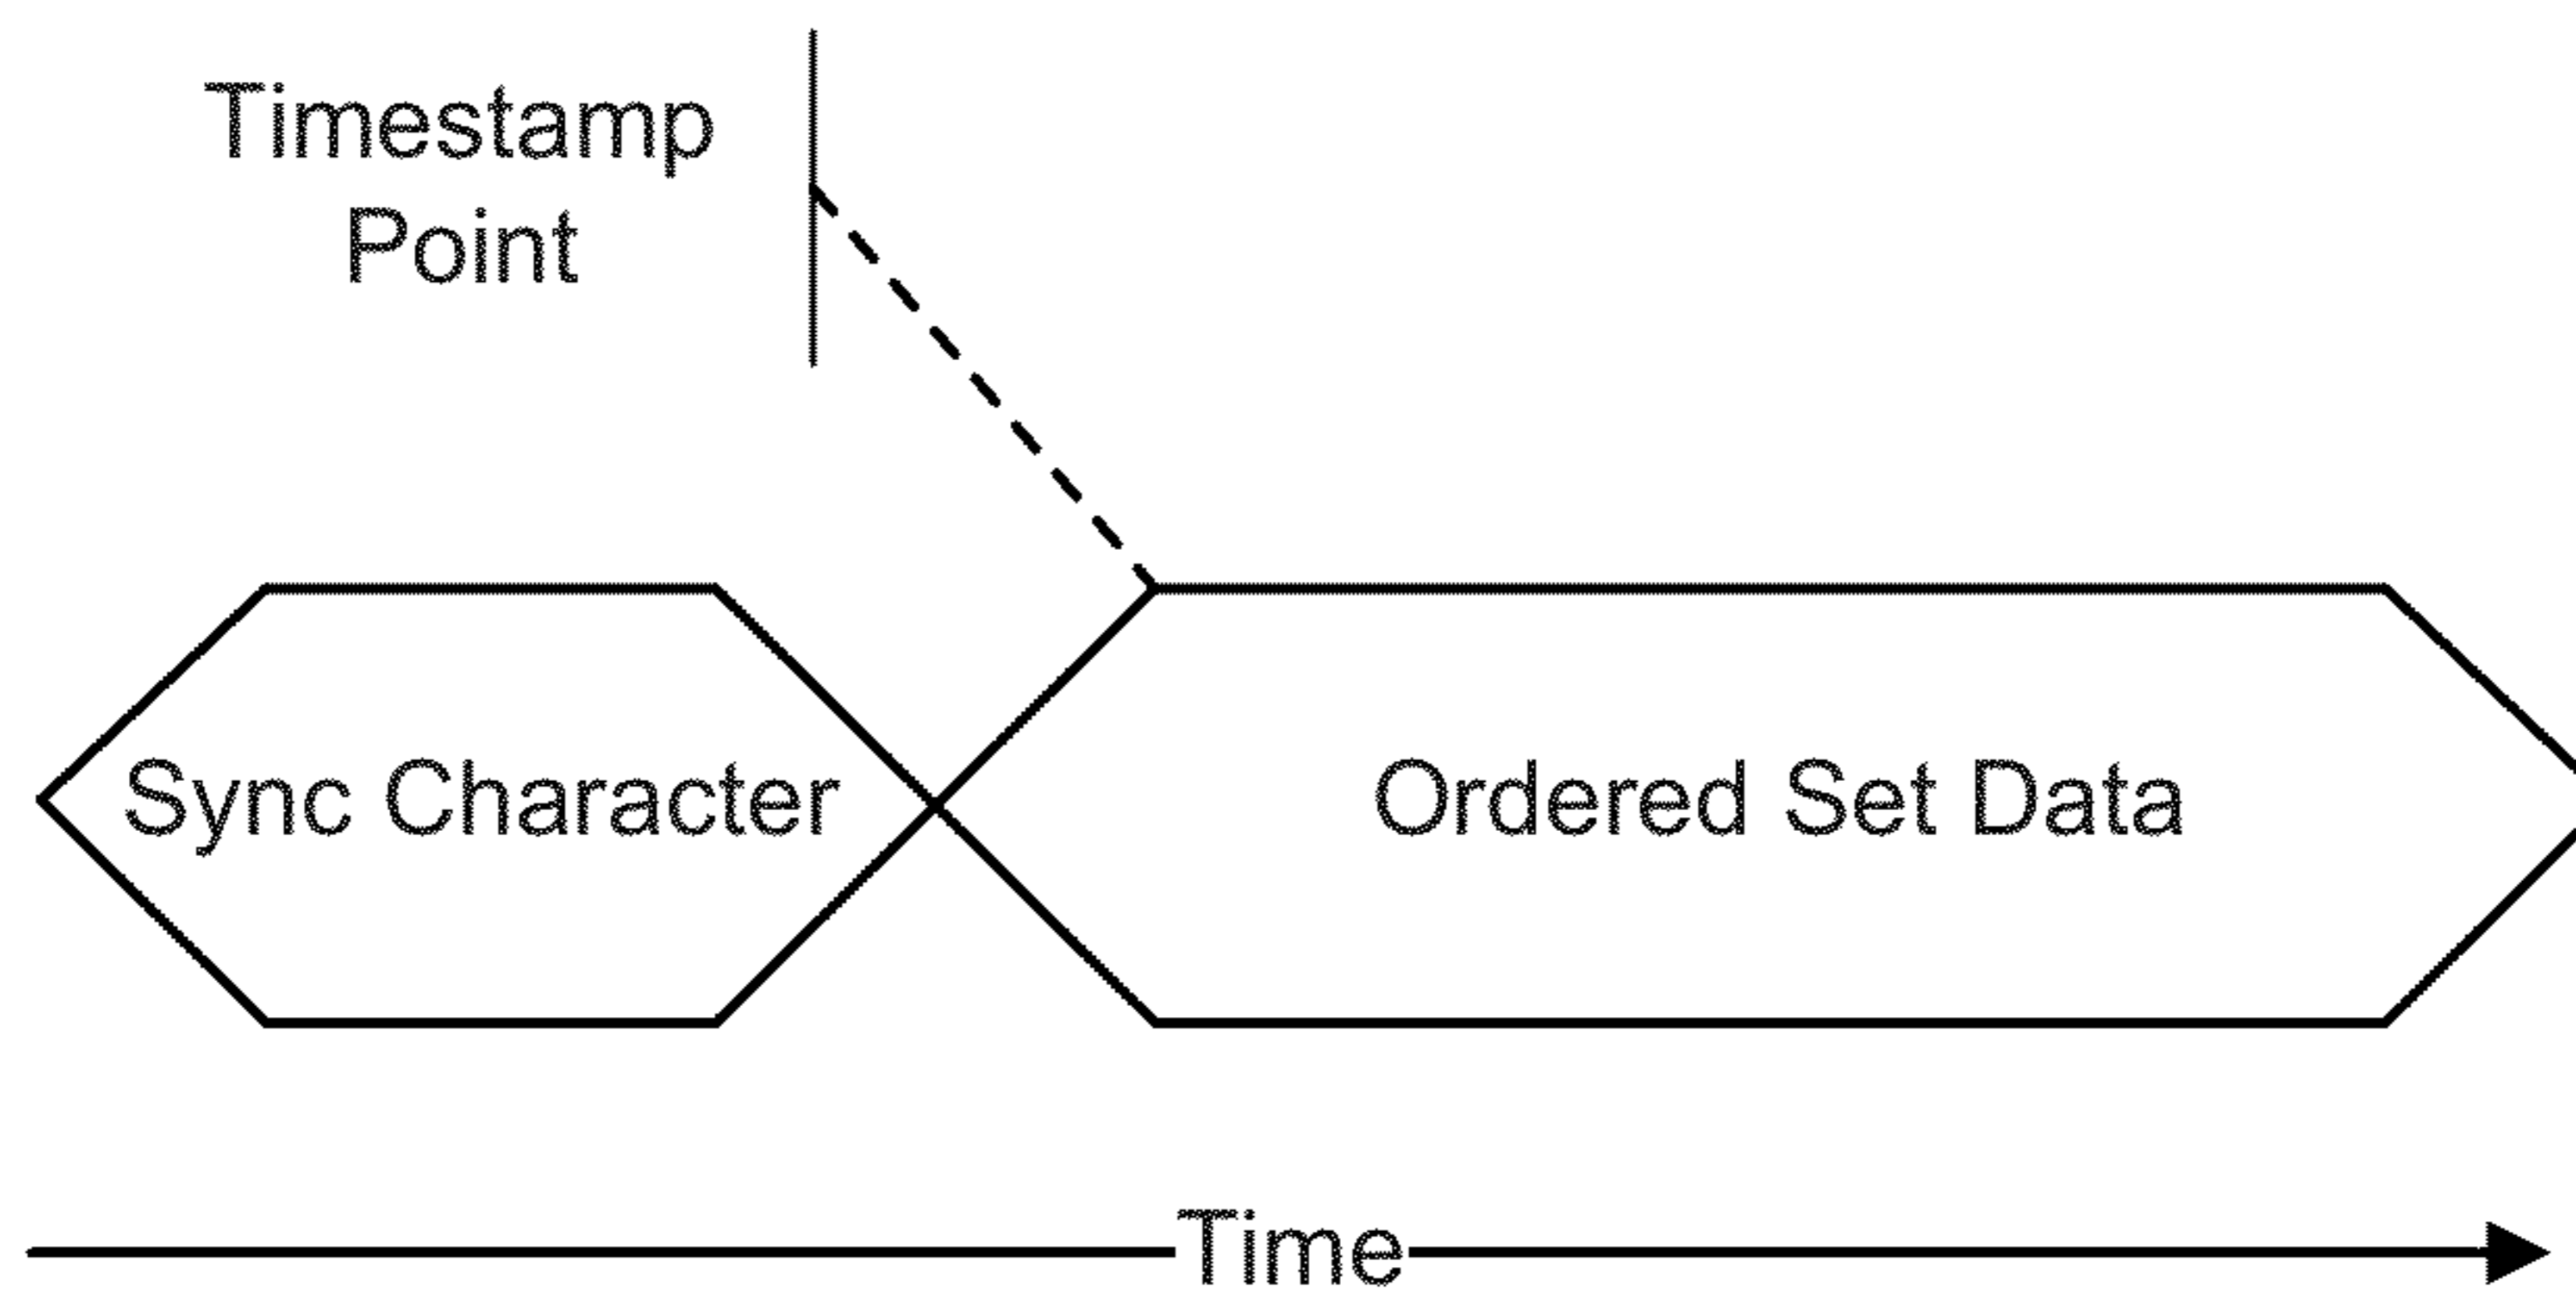 Timestamp
Point
Sync Character
Ordered Set Data
Time